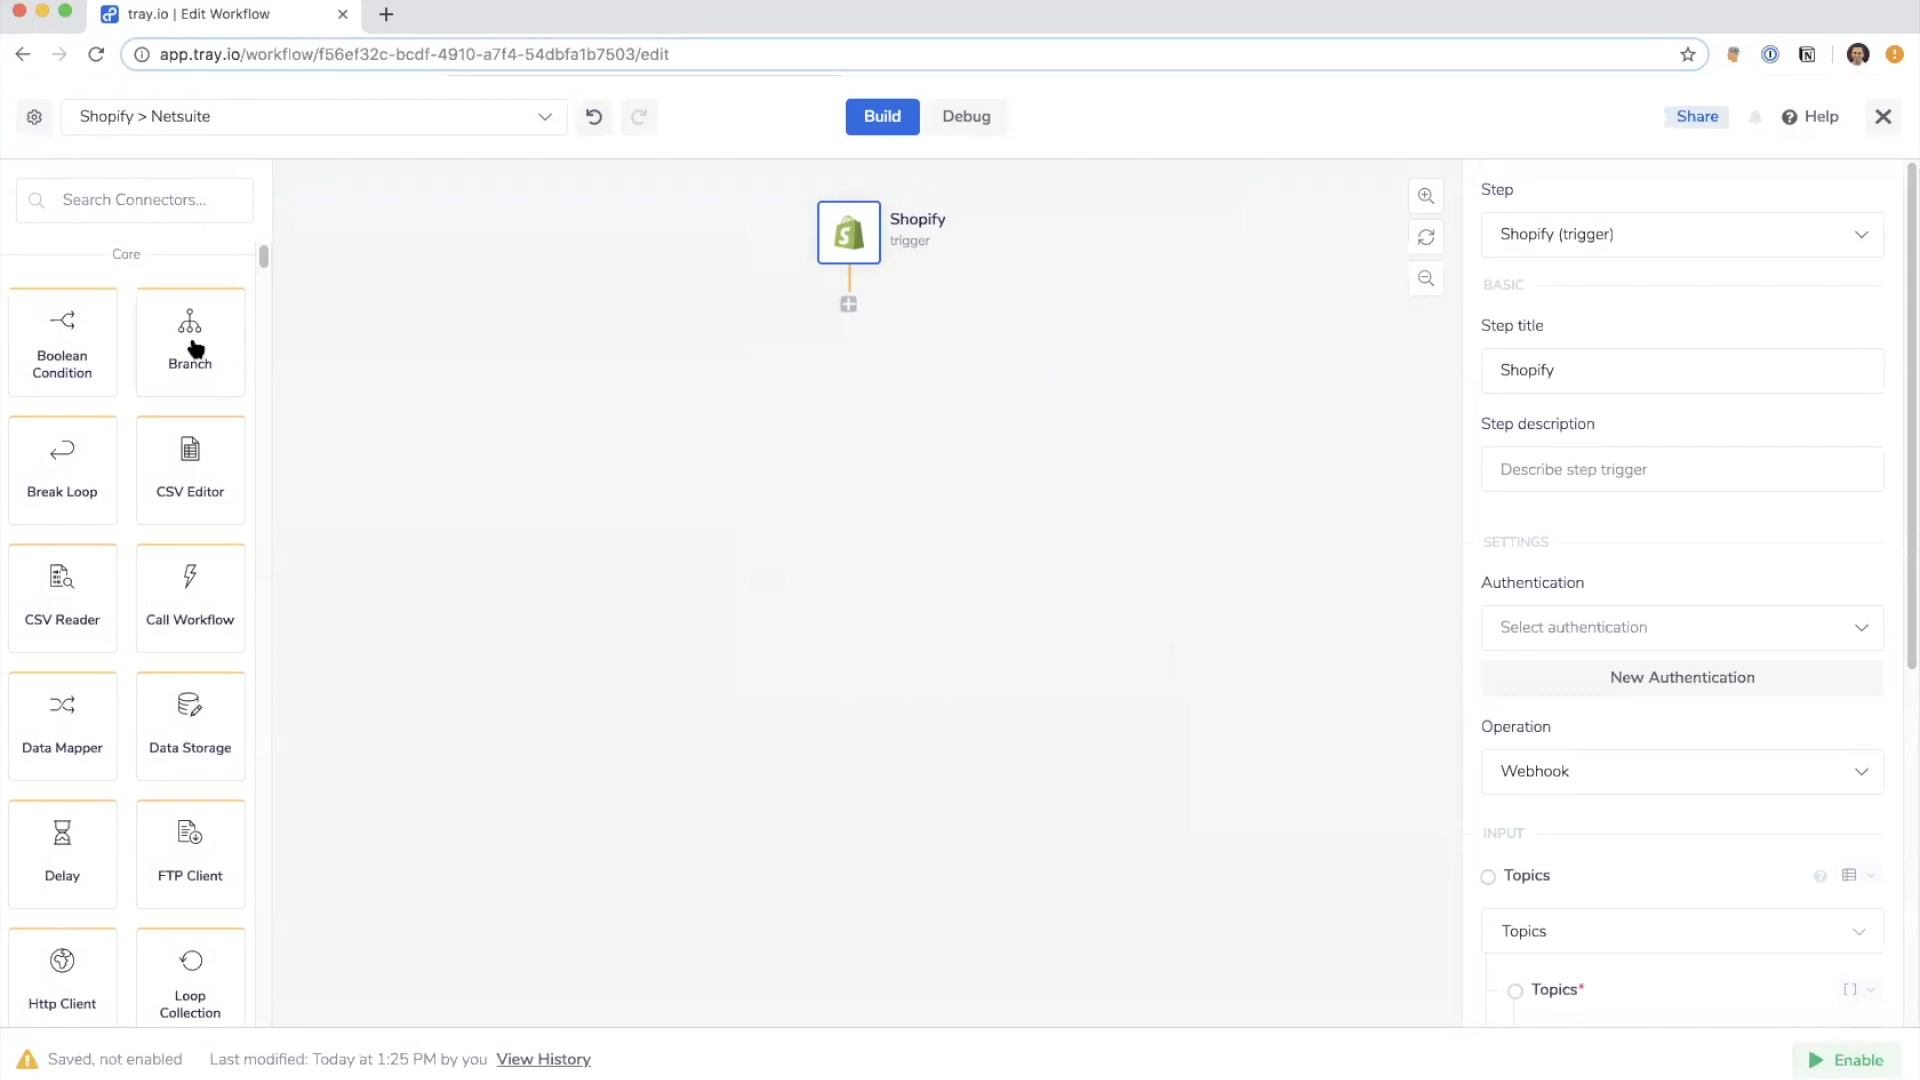 tray.io | Edit Workflow
app.tray.io/workflow/f56ef32c-bcdf-4910-a7f4-54dbfa1b7503/edit
Shopify > Netsuite
Build
Debug
Share
Help
Search Connectors...
Core
Boolean
Condition
Branch
Break Loop
CSV Editor
CSV Reader
Call Workflow
Data Mapper
Data Storage
Delay
FTP Client
Http Client
Loop
Collection
Shopify
trigger
Step
Shopify (trigger)
BASIC
Step title
Shopify
Step description
Describe step trigger
SETTINGS
Authentication
Select authentication
New Authentication
Operation
Webhook
INPUT
Topics
Topics
Topics*
Saved, not enabled
Last modified: Today at 1:25 PM by you
View History
Enable